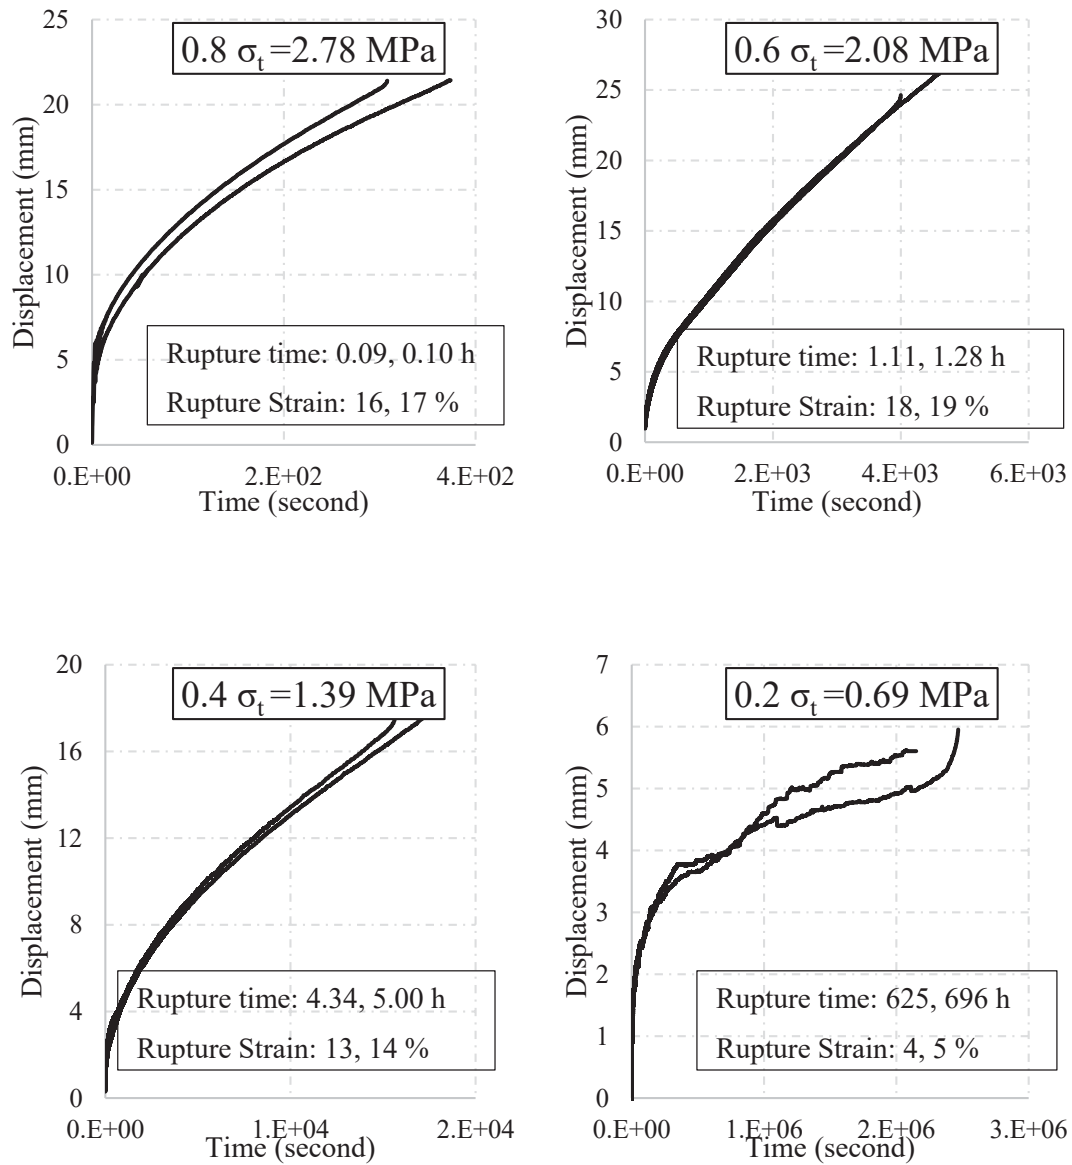 0.8 σt =2.78 MPa
25
20
15
10
5
0
Displacement (mm)
Rupture time: 0.09, 0.10 h
Rupture Strain: 16, 17 %
0.E+00 2.E+02 4.E+02
Time (second)
0.6 σt =2.08 MPa
30
25
20
15
10
5
0
Displacement (mm)
Rupture time: 1.11, 1.28 h
Rupture Strain: 18, 19 %
0.E+00 2.E+03 4.E+03 6.E+03
Time (second)
0.4 σt =1.39 MPa
20
16
12
8
4
0
Displacement (mm)
Rupture time: 4.34, 5.00 h
Rupture Strain: 13, 14 %
0.E+00 1.E+04 2.E+04
Time (second)
0.2 σt =0.69 MPa
7
6
5
4
3
2
1
0
Displacement (mm)
Rupture time: 625, 696 h
Rupture Strain: 4, 5 %
0.E+00 1.E+06 2.E+06 3.E+06
Time (second)